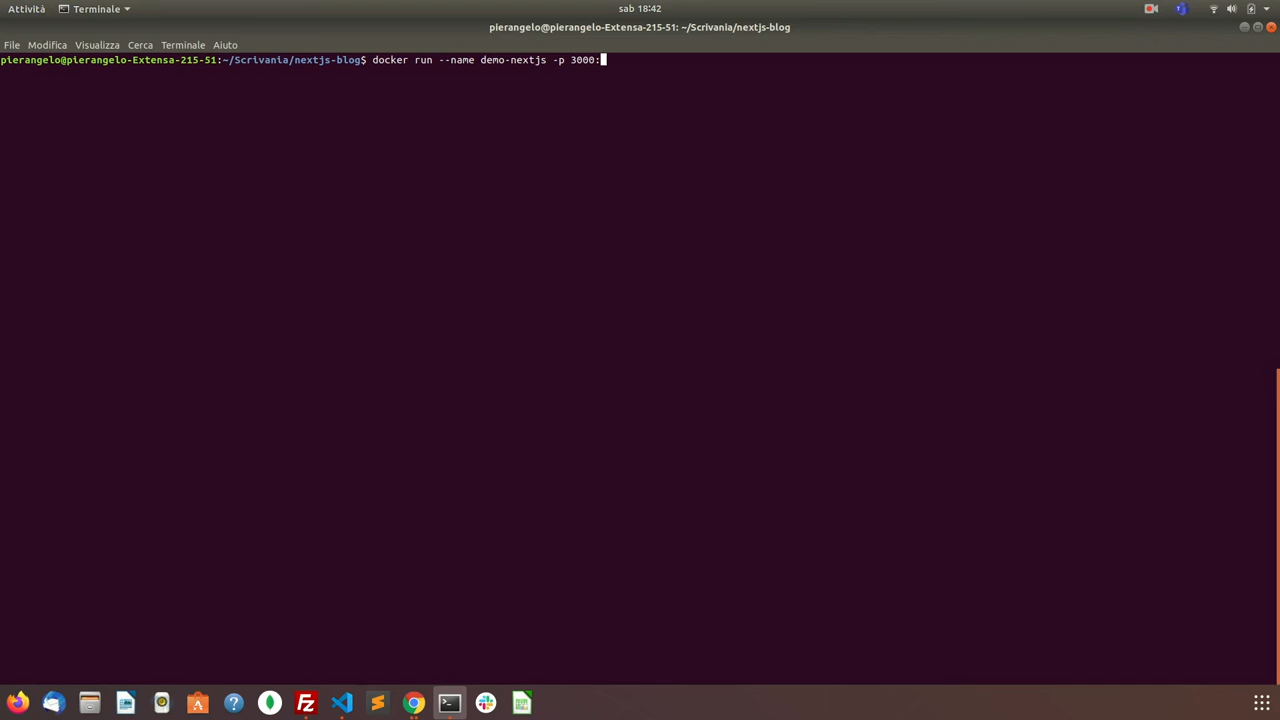 Attività Terminale sab 18:42
pierangelo@pierangelo-Extensa-215-51: ~/Scrivania/nextjs-blog
File Modifica Visualizza Cerca Terminale Aiuto
pierangelo@pierangelo-Extensa-215-51:~/Scrivania/nextjs-blog$ docker run --name demo-nextjs -p 3000: